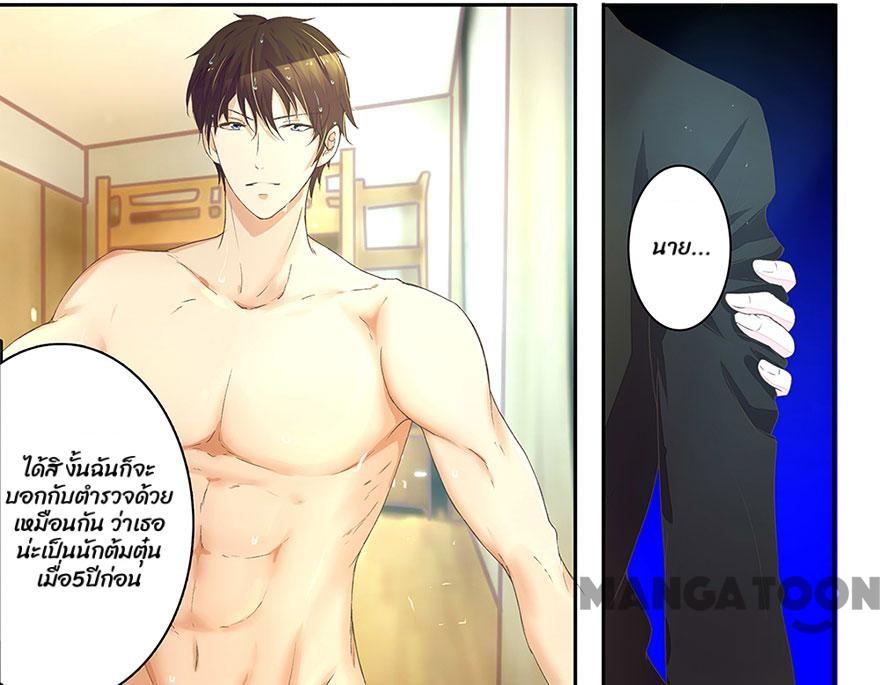 ได้สิ งั้นฉันก็จะ
บอกกับตำรวจด้วย
เหมือนกัน ว่าเธอ
น่ะเป็นนักต้มตุ๋น
เมื่อ5ปีก่อน
นาย...
MANGATOON